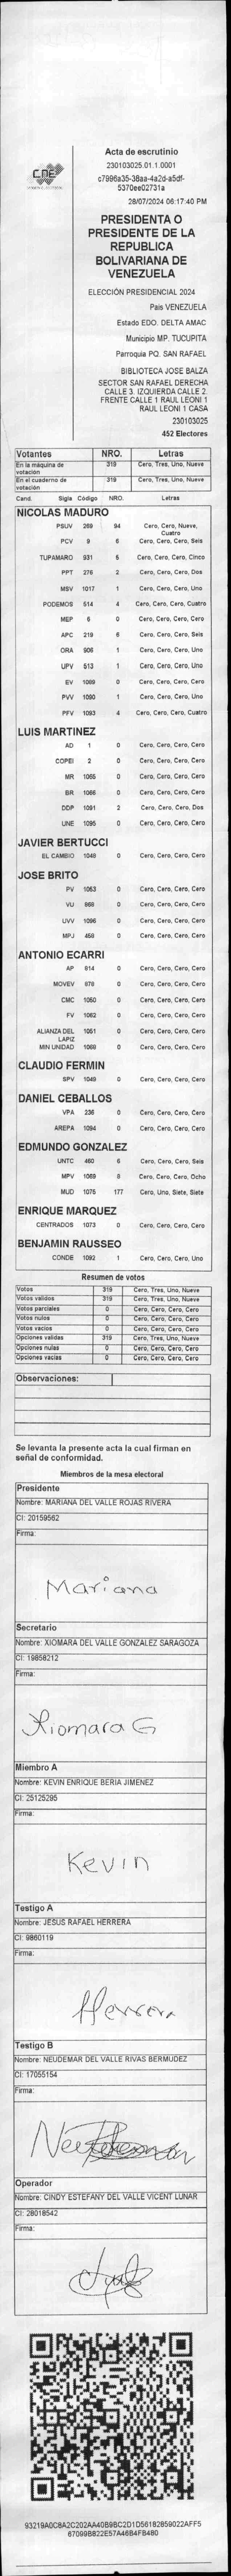 CNE
Acta de escrutinio
230103025.01.1.0001
c7996a35-38aa-4a2d-a5df-
5370ee02731a
28/07/2024 06:17:40 PM
PRESIDENTA O
PRESIDENTE DE LA
REPUBLICA
BOLIVARIANA DE
VENEZUELA
ELECCIÓN PRESIDENCIAL 2024
Pais VENEZUELA
Estado EDO. DELTA AMAC
Municipio MP. TUCUPITA
Parroquia PQ. SAN RAFAEL
BIBLIOTECA JOSE BALZA
SECTOR SAN RAFAEL DERECHA
CALLE 3. IZQUIERDA CALLE 2.
FRENTE CALLE 1 RAUL LEONI 1
RAUL LEONI 1 CASA
230103025
452 Electores
Votantes NRO. Letras
En la máquina de votación 319 Cero, Tres, Uno, Nueve
En el cuaderno de votación 319 Cero, Tres, Uno, Nueve
Cand. Sigla Código NRO. Letras
NICOLAS MADURO
PSUV 269 94 Cero, Cero, Nueve, Cuatro
PCV 9 6 Cero, Cero, Cero, Seis
TUPAMARO 931 5 Cero, Cero, Cero, Cinco
PPT 276 2 Cero, Cero, Cero, Dos
MSV 1017 1 Cero, Cero, Cero, Uno
PODEMOS 514 4 Cero, Cero, Cero, Cuatro
MEP 6 0 Cero, Cero, Cero, Cero
APC 219 6 Cero, Cero, Cero, Seis
ORA 906 1 Cero, Cero, Cero, Uno
UPV 513 1 Cero, Cero, Cero, Uno
EV 1089 0 Cero, Cero, Cero, Cero
PVV 1090 1 Cero, Cero, Cero, Uno
PFV 1093 4 Cero, Cero, Cero, Cuatro
LUIS MARTINEZ
AD 1 0 Cero, Cero, Cero, Cero
COPEI 2 0 Cero, Cero, Cero, Cero
MR 1065 0 Cero, Cero, Cero, Cero
BR 1066 0 Cero, Cero, Cero, Cero
DDP 1091 2 Cero, Cero, Cero, Dos
UNE 1095 0 Cero, Cero, Cero, Cero
JAVIER BERTUCCI
EL CAMBIO 1048 0 Cero, Cero, Cero, Cero
JOSE BRITO
PV 1053 0 Cero, Cero, Cero, Cero
VU 868 0 Cero, Cero, Cero, Cero
UVV 1096 0 Cero, Cero, Cero, Cero
MPJ 459 0 Cero, Cero, Cero, Cero
ANTONIO ECARRI
AP 814 0 Cero, Cero, Cero, Cero
MOVEV 878 0 Cero, Cero, Cero, Cero
CMC 1050 0 Cero, Cero, Cero, Cero
FV 1082 0 Cero, Cero, Cero, Cero
ALIANZA DEL LAPIZ 1051 0 Cero, Cero, Cero, Cero
MIN UNIDAD 1068 0 Cero, Cero, Cero, Cero
CLAUDIO FERMIN
SPV 1049 0 Cero, Cero, Cero, Cero
DANIEL CEBALLOS
VPA 236 0 Cero, Cero, Cero, Cero
AREPA 1094 0 Cero, Cero, Cero, Cero
EDMUNDO GONZALEZ
UNTC 460 6 Cero, Cero, Cero, Seis
MPV 1069 8 Cero, Cero, Cero, Ocho
MUD 1075 177 Cero, Uno, Siete, Siete
ENRIQUE MARQUEZ
CENTRADOS 1073 0 Cero, Cero, Cero, Cero
BENJAMIN RAUSSEO
CONDE 1092 1 Cero, Cero, Cero, Uno
Resumen de votos
Votos 319 Cero, Tres, Uno, Nueve
Votos validos 319 Cero, Tres, Uno, Nueve
Votos parciales 0 Cero, Cero, Cero, Cero
Votos nulos 0 Cero, Cero, Cero, Cero
Votos vacios 0 Cero, Cero, Cero, Cero
Opciones validas 319 Cero, Tres, Uno, Nueve
Opciones nulas 0 Cero, Cero, Cero, Cero
Opciones vacias 0 Cero, Cero, Cero, Cero
Observaciones:
Se levanta la presente acta la cual firman en
señal de conformidad.
Miembros de la mesa electoral
Presidente
Nombre: MARIANA DEL VALLE ROJAS RIVERA
CI: 20159562
Firma:
Mariana
Secretario
Nombre: XIOMARA DEL VALLE GONZALEZ SARAGOZA
CI: 19858212
Firma:
Xiomara G
Miembro A
Nombre: KEVIN ENRIQUE BERIA JIMENEZ
CI: 25125295
Firma:
Kevin
Testigo A
Nombre: JESUS RAFAEL HERRERA
CI: 9860119
Firma:
Herrera
Testigo B
Nombre: NEUDEMAR DEL VALLE RIVAS BERMUDEZ
CI: 17055154
Firma:
Operador
Nombre: CINDY ESTEFANY DEL VALLE VICENT LUNAR
CI: 28018542
Firma:
93219A0C8A2C202AA40B9BC2D1D56182859022AFF5
67099B822E57A46B4FB480